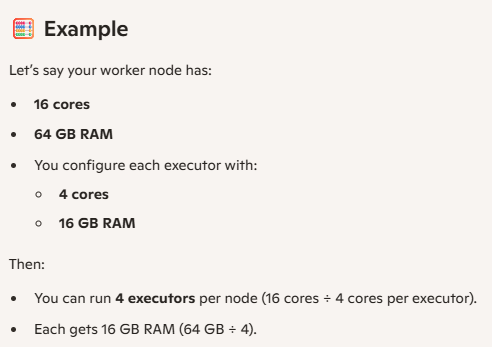 Example
Let's say your worker node has:
• 16 cores
• 64 GB RAM
• You configure each executor with:
○ 4 cores
○ 16 GB RAM
Then:
• You can run 4 executors per node (16 cores ÷ 4 cores per executor).
• Each gets 16 GB RAM (64 GB ÷ 4).